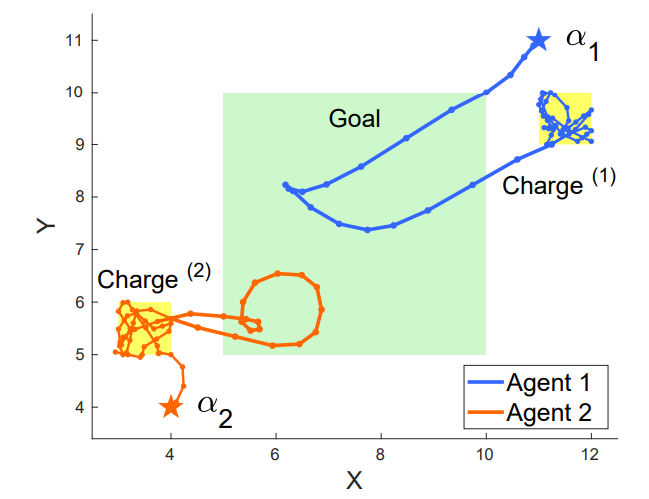 11
α1
10
Goal
9
Charge (1)
8
Y
7
Charge (2)
6
5
Agent 1
4
α2
Agent 2
4
6
8
10
12
X